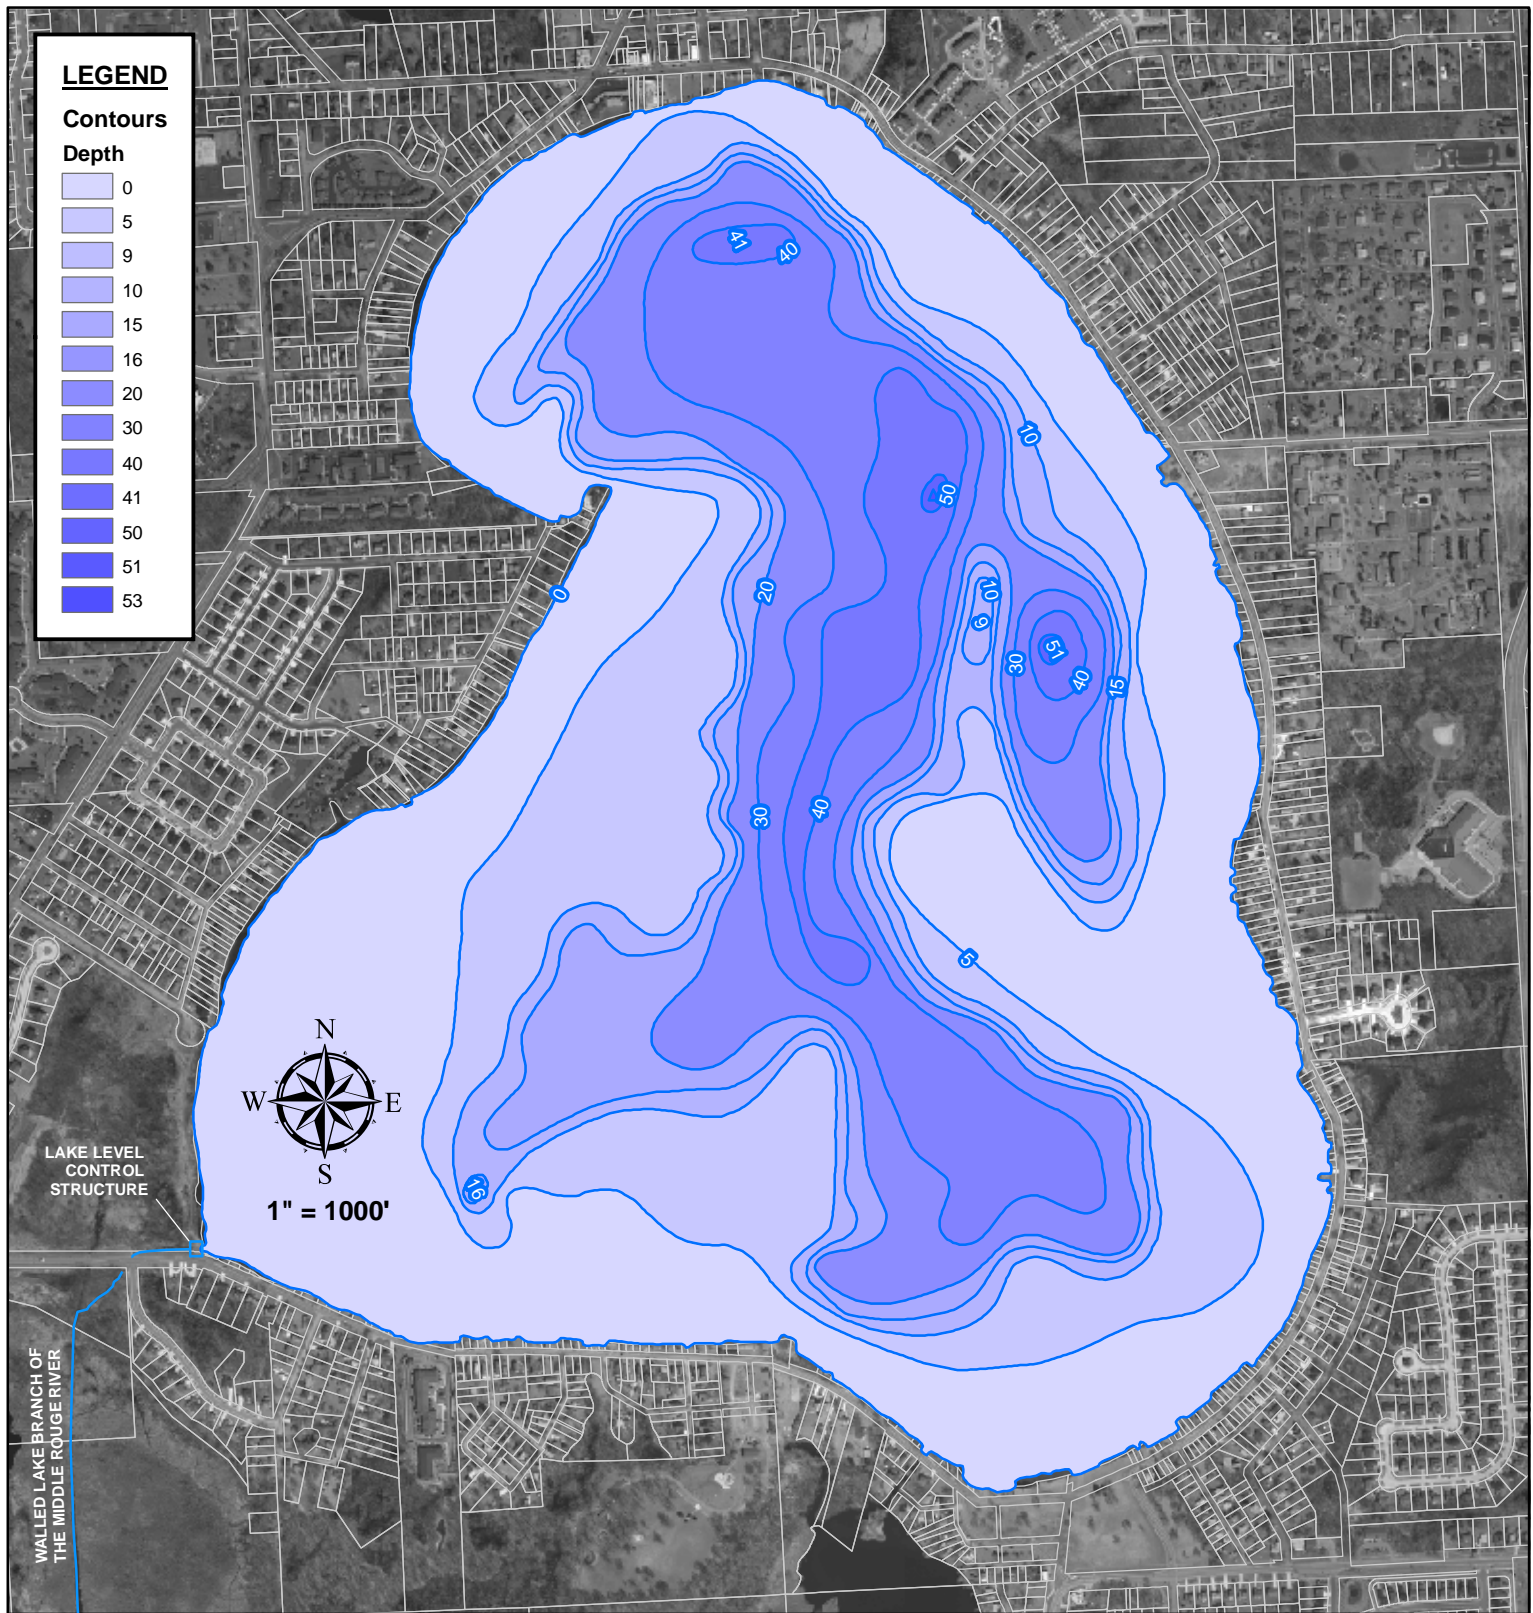 LEGEND
Contours
Depth
0
5
9
10
15
16
20
30
40
41
50
51
53
41
40
10
50
0
20
10
9
51
30
40
15
30
40
5
N
W E
S
16
1" = 1000'
LAKE LEVEL
CONTROL
STRUCTURE
WALLED LAKE BRANCH OF
THE MIDDLE ROUGE RIVER